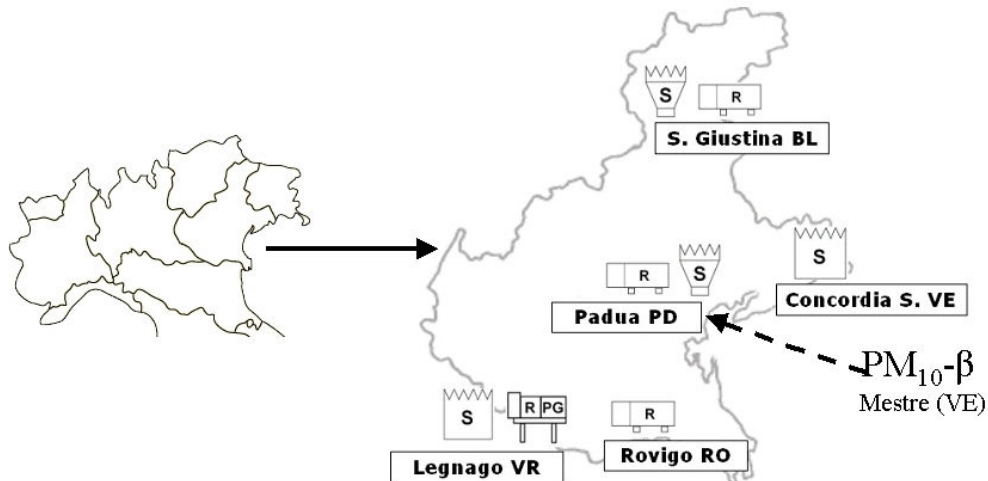 S
R
S. Giustina BL
S
R
S
Concordia S. VE
Padua PD
PM₁₀-β
Mestre (VE)
S
R PG
R
Legnago VR
Rovigo RO